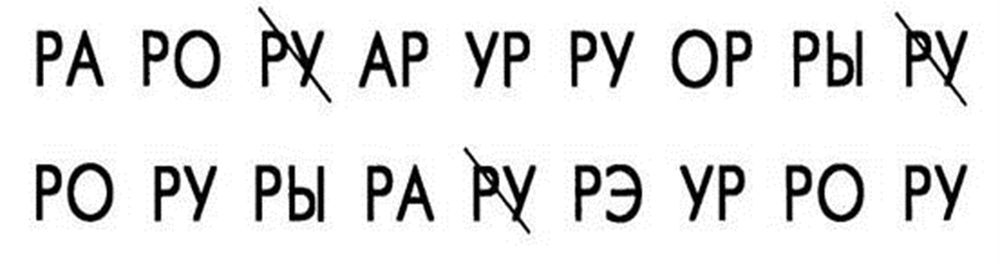 РА РО РУ АР УР РУ ОР РЫ РУ
РО РУ РЫ РА РУ РЭ УР РО РУ